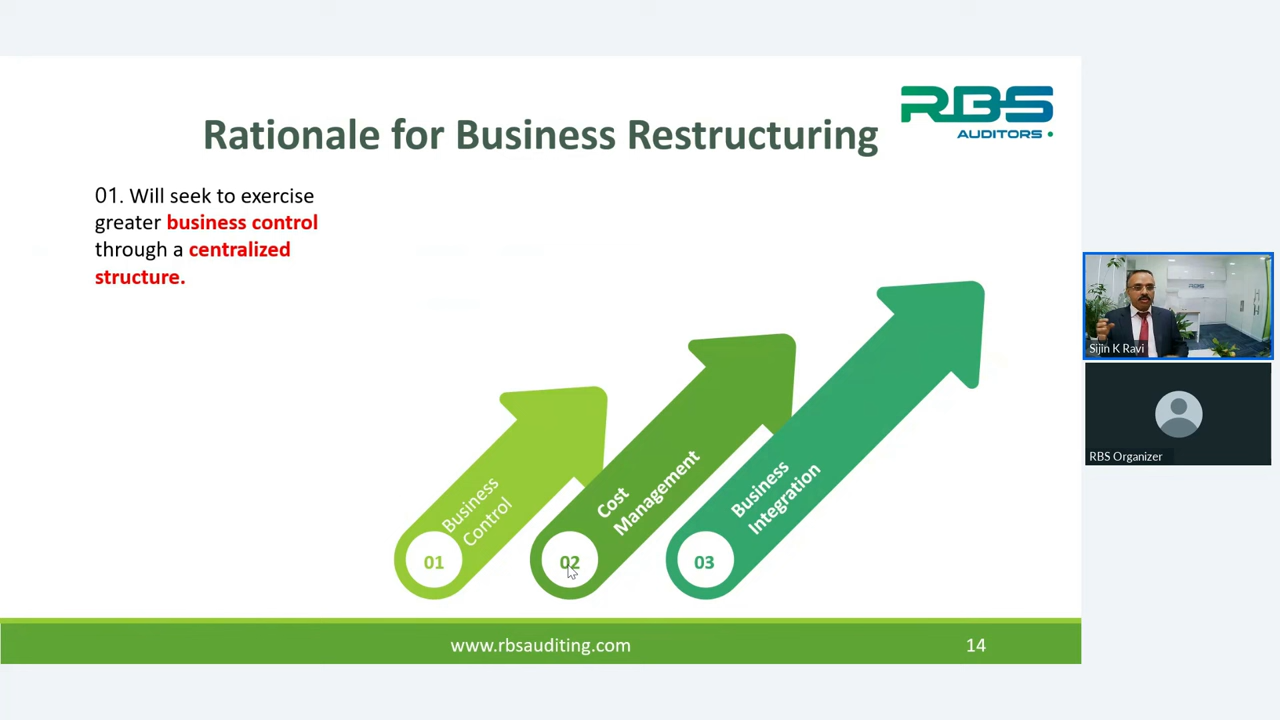 RBS
AUDITORS
Rationale for Business Restructuring
01. Will seek to exercise
greater business control
through a centralized
structure.
Business
Control
Cost
Management
Business
Integration
01
02
03
www.rbsauditing.com
14
RBS
Sijin K Ravi
RBS Organizer